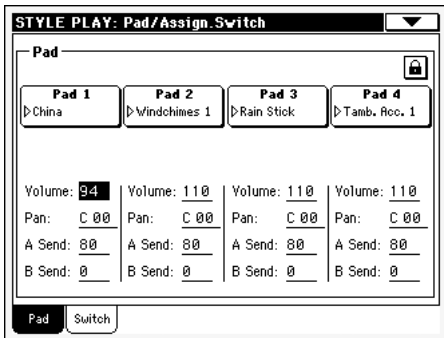 STYLE PLAY: Pad/Assign.Switch
Pad
Pad 1 Pad 2 Pad 3 Pad 4
▷China ▷Windchimes 1 ▷Rain Stick ▷Tamb. Acc. 1
Volume: 94 Volume: 110 Volume: 110 Volume: 110
Pan: C 00 Pan: C 00 Pan: C 00 Pan: C 00
A Send: 80 A Send: 80 A Send: 80 A Send: 80
B Send: 0 B Send: 0 B Send: 0 B Send: 0
Pad Switch